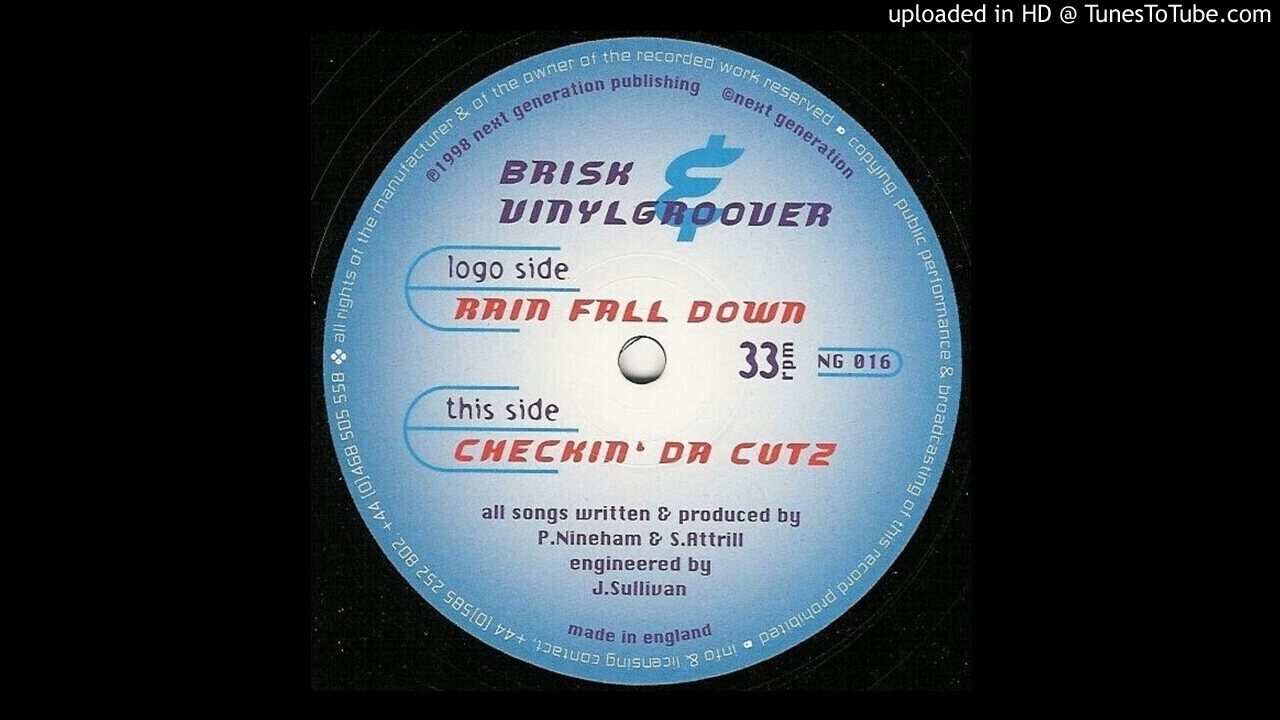 uploaded in HD @ TunesToTube.com
all rights of the manufacturer & of the owner of the recorded work reserved • copying, public performance & broadcasting of this record prohibited • info & licensing contact, +44 (0)585 252 802. +44 (0)468 505 558
℗1998 next generation publishing ©next generation
BRISK &
VINYLGROOVER
logo side
RAIN FALL DOWN
33 rpm NG 016
this side
CHECKIN' DA CUTZ
all songs written & produced by
P.Nineham & S.Attrill
engineered by
J.Sullivan
made in england